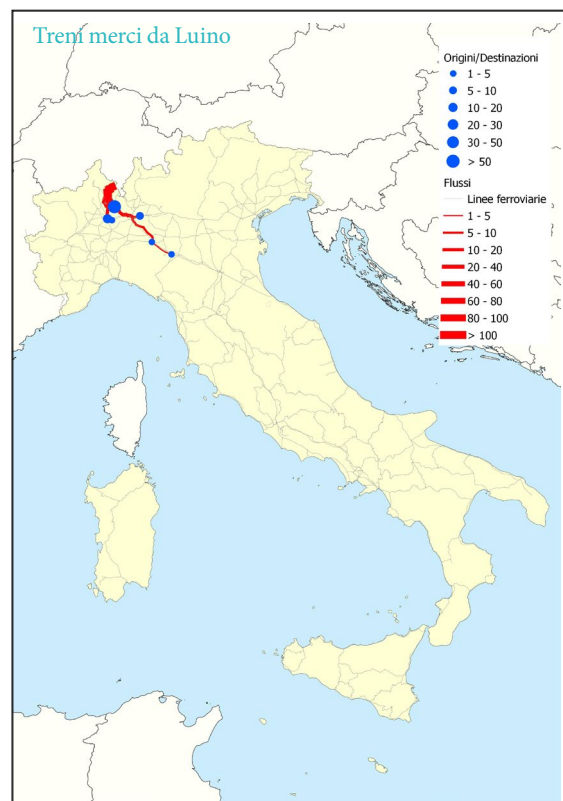 Treni merci da Luino
Origini/Destinazioni
1 - 5
5 - 10
10 - 20
20 - 30
30 - 50
> 50
Flussi
Linee ferroviarie
1 - 5
5 - 10
10 - 20
20 - 40
40 - 60
60 - 80
80 - 100
> 100